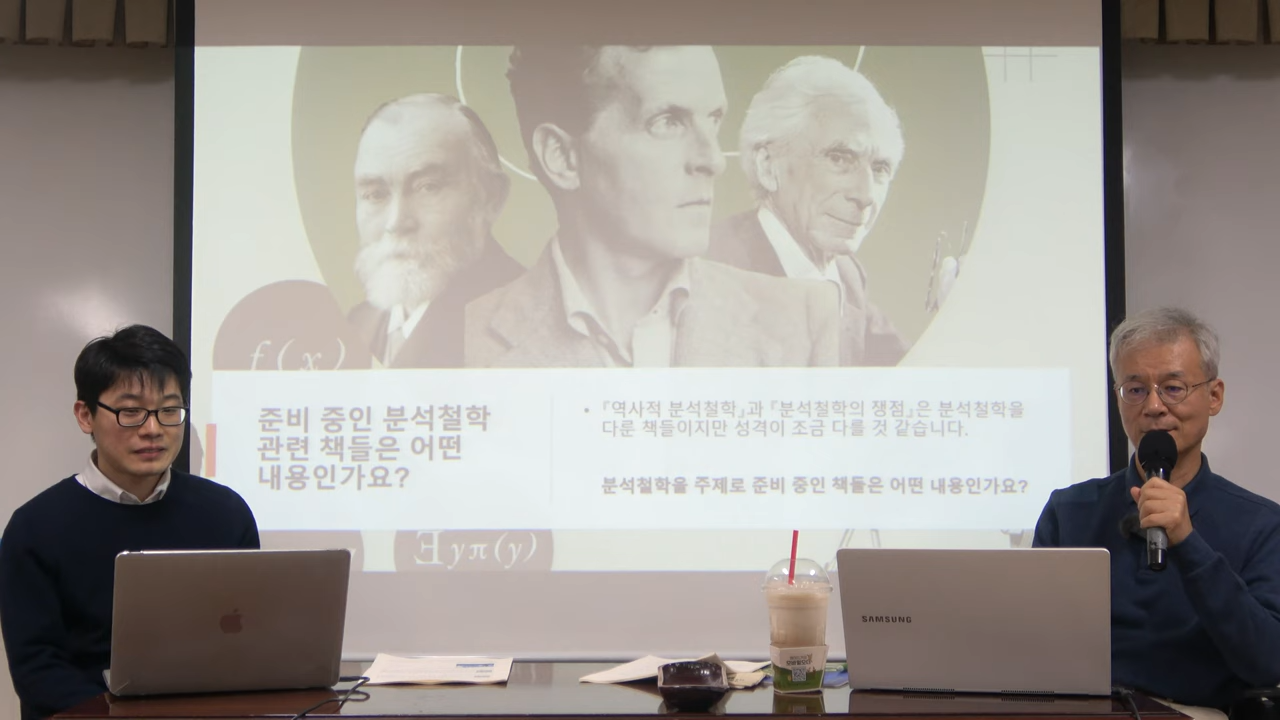 f(x)
준비 중인 분석철학
관련 책들은 어떤
내용인가요?
• 『역사적 분석철학』과 『분석철학의 쟁점』은 분석철학을
다룬 책들이지만 성격이 조금 다를 것 같습니다.
분석철학을 주제로 준비 중인 책들은 어떤 내용인가요?
∃yπ(y)
SAMSUNG